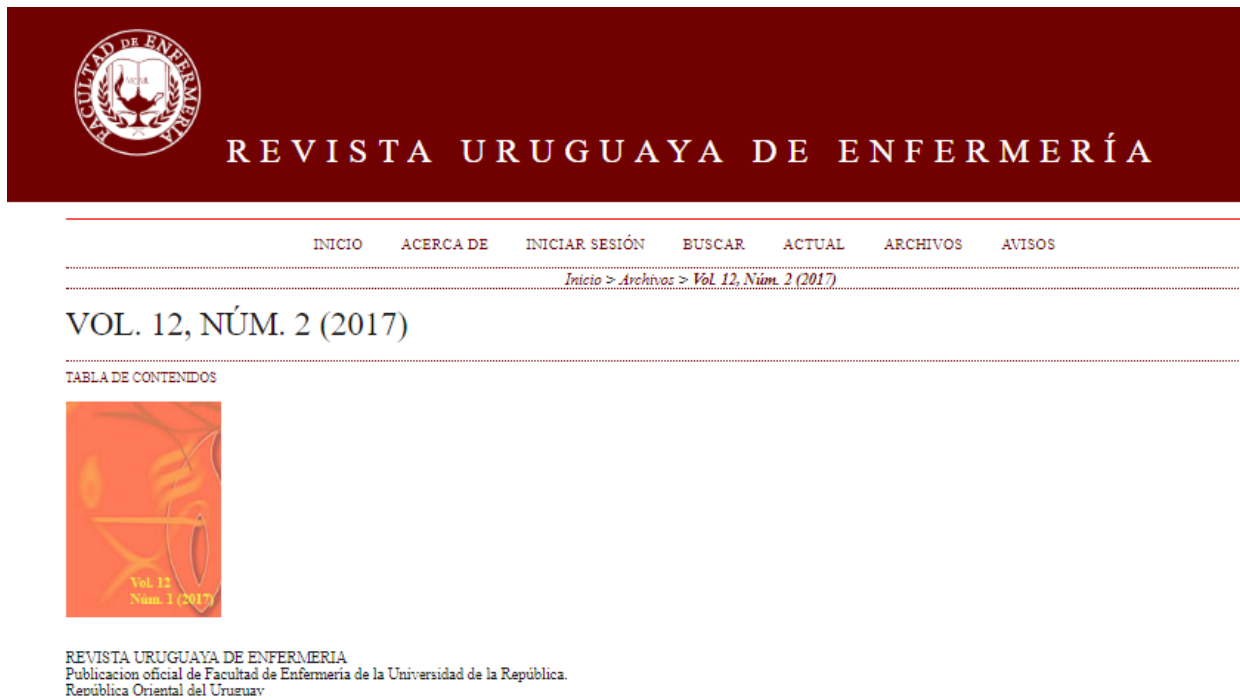 FACULTAD DE ENFERMERÍA
REVISTA URUGUAYA DE ENFERMERÍA
INICIO ACERCA DE INICIAR SESIÓN BUSCAR ACTUAL ARCHIVOS AVISOS
Inicio > Archivos > Vol. 12, Núm. 2 (2017)
VOL. 12, NÚM. 2 (2017)
TABLA DE CONTENIDOS
Vol. 12
Núm. 1 (2017)
REVISTA URUGUAYA DE ENFERMERIA
Publicacion oficial de Facultad de Enfermería de la Universidad de la República.
República Oriental del Uruguay